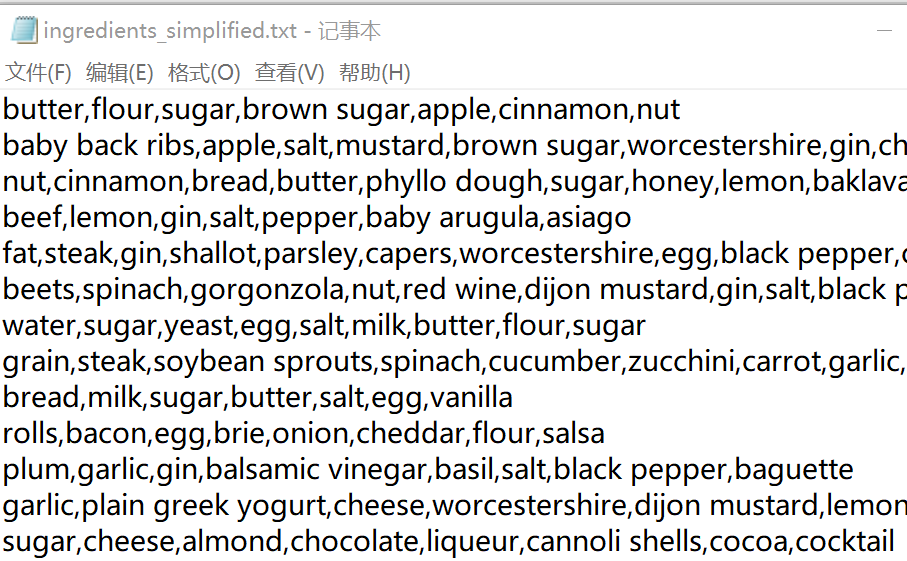 ingredients_simplified.txt - 记事本
文件(F) 编辑(E) 格式(O) 查看(V) 帮助(H)
butter,flour,sugar,brown sugar,apple,cinnamon,nut
baby back ribs,apple,salt,mustard,brown sugar,worcestershire,gin,ch
nut,cinnamon,bread,butter,phyllo dough,sugar,honey,lemon,baklava
beef,lemon,gin,salt,pepper,baby arugula,asiago
fat,steak,gin,shallot,parsley,capers,worcestershire,egg,black pepper,
beets,spinach,gorgonzola,nut,red wine,dijon mustard,gin,salt,black p
water,sugar,yeast,egg,salt,milk,butter,flour,sugar
grain,steak,soybean sprouts,spinach,cucumber,zucchini,carrot,garlic,
bread,milk,sugar,butter,salt,egg,vanilla
rolls,bacon,egg,brie,onion,cheddar,flour,salsa
plum,garlic,gin,balsamic vinegar,basil,salt,black pepper,baguette
garlic,plain greek yogurt,cheese,worcestershire,dijon mustard,lemon
sugar,cheese,almond,chocolate,liqueur,cannoli shells,cocoa,cocktail